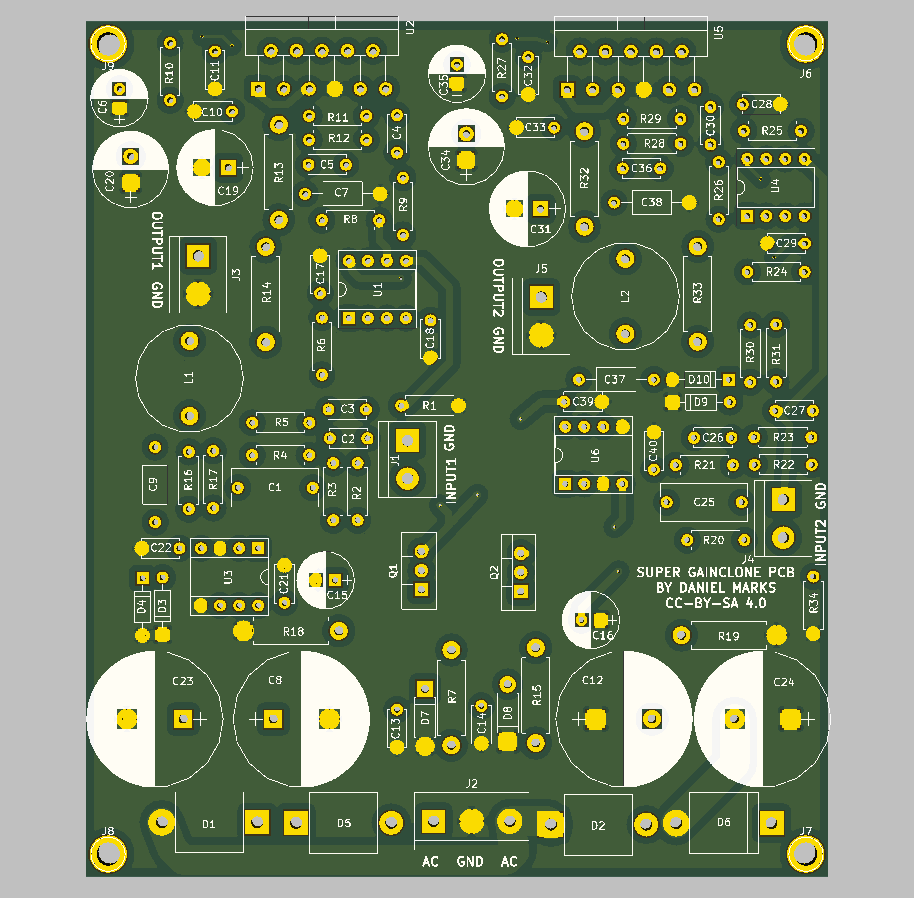 U2
U5
J9
R10
C11
C6
C10
R11
R12
C4
C35
R27
C32
C33
R29
R28
C30
C28
R25
J6
C20
C19
R13
C5
C7
R8
R9
C34
C31
R32
C36
C38
R26
U4
OUTPUT1 GND
J3
R14
C17
U1
R6
C18
OUTPUT2 GND
J5
L2
R33
C29
R24
R30
R31
L1
R5
R4
C3
C2
R1
J1
INPUT1 GND
C37
C39
D10
D9
C27
U6
C40
C26
R23
R21
R22
C25
R20
J4
INPUT2 GND
C9
R16
R17
C1
R3
R2
C22
U3
C21
C15
Q1
Q2
D4
D3
R18
SUPER GAINCLONE PCB
BY DANIEL MARKS
CC-BY-SA 4.0
R34
C16
R19
C23
C8
C13
D7
R7
C14
D8
R15
C12
C24
J8
D1
D5
J2
AC GND AC
D2
D6
J7